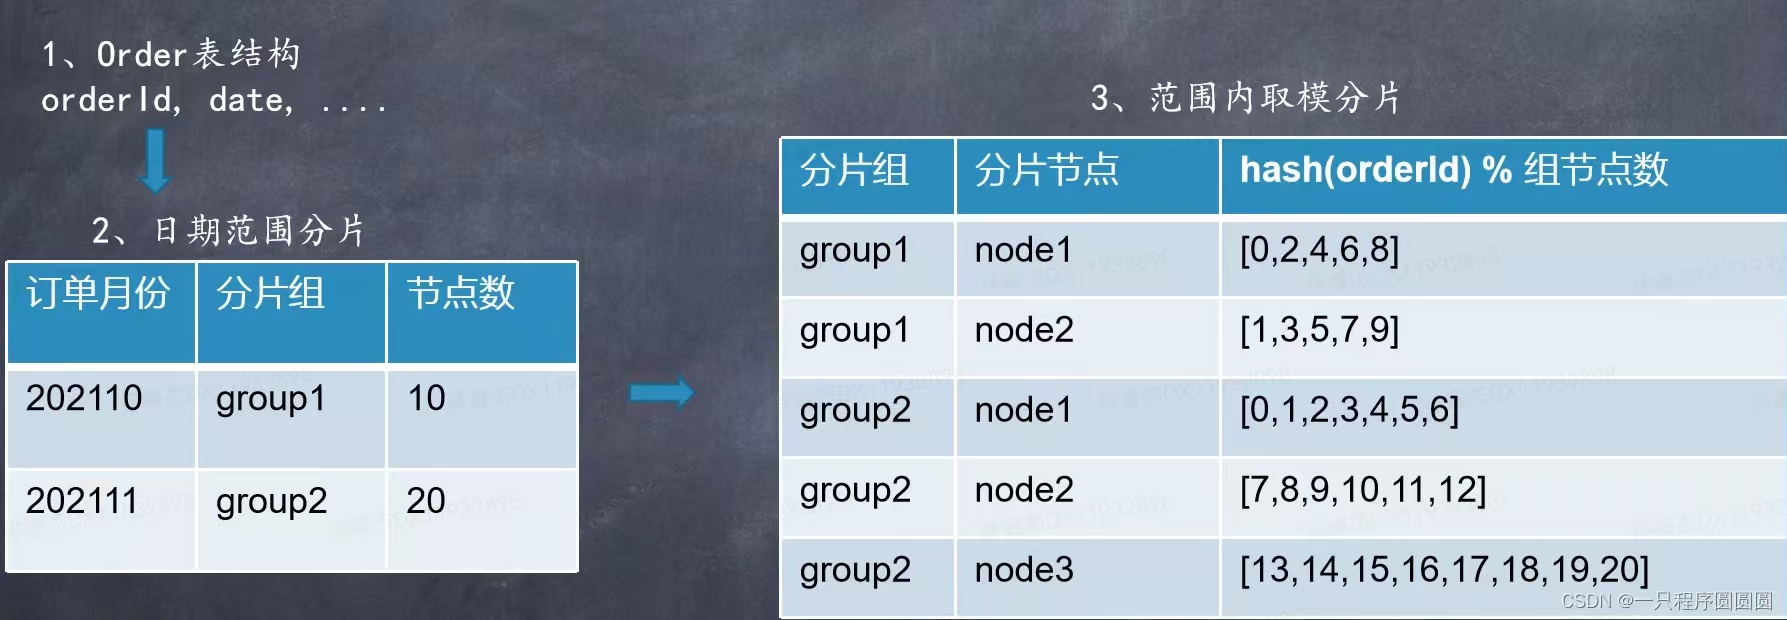 1、Order表结构
orderId, date, ....
2、日期范围分片
订单月份 分片组 节点数
202110 group1 10
202111 group2 20
3、范围内取模分片
分片组 分片节点 hash(orderId) % 组节点数
group1 node1 [0,2,4,6,8]
group1 node2 [1,3,5,7,9]
group2 node1 [0,1,2,3,4,5,6]
group2 node2 [7,8,9,10,11,12]
group2 node3 [13,14,15,16,17,18,19,20]
CSDN @一只程序圆圆圆